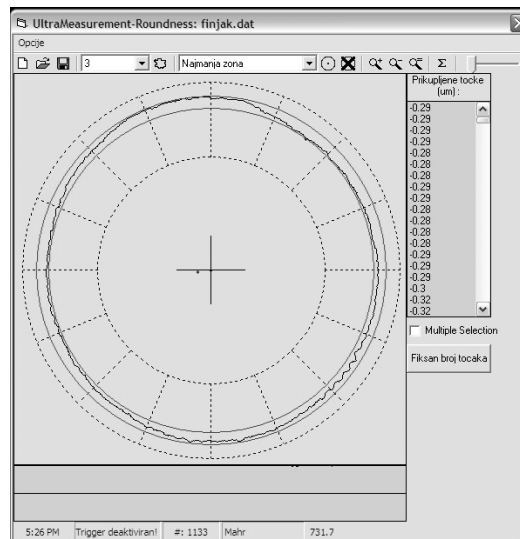 UltraMeasurement-Roundness: finjak.dat
Opcije
3
Najmanja zona
Σ
Prikupljene tocke
(um) :
-0.29
-0.29
-0.29
-0.29
-0.28
-0.28
-0.28
-0.29
-0.29
-0.28
-0.28
-0.28
-0.29
-0.29
-0.29
-0.3
-0.32
-0.32
Multiple Selection
Fiksan broj tocaka
5:26 PM
Trigger deaktiviran!
#: 1133
Mahr
731.7